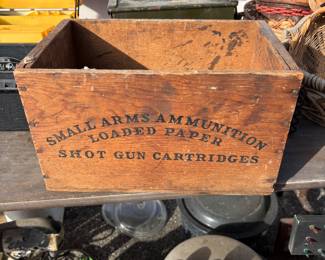 SMALL ARMS AMMUNITION
LOADED PAPER
SHOT GUN CARTRIDGES